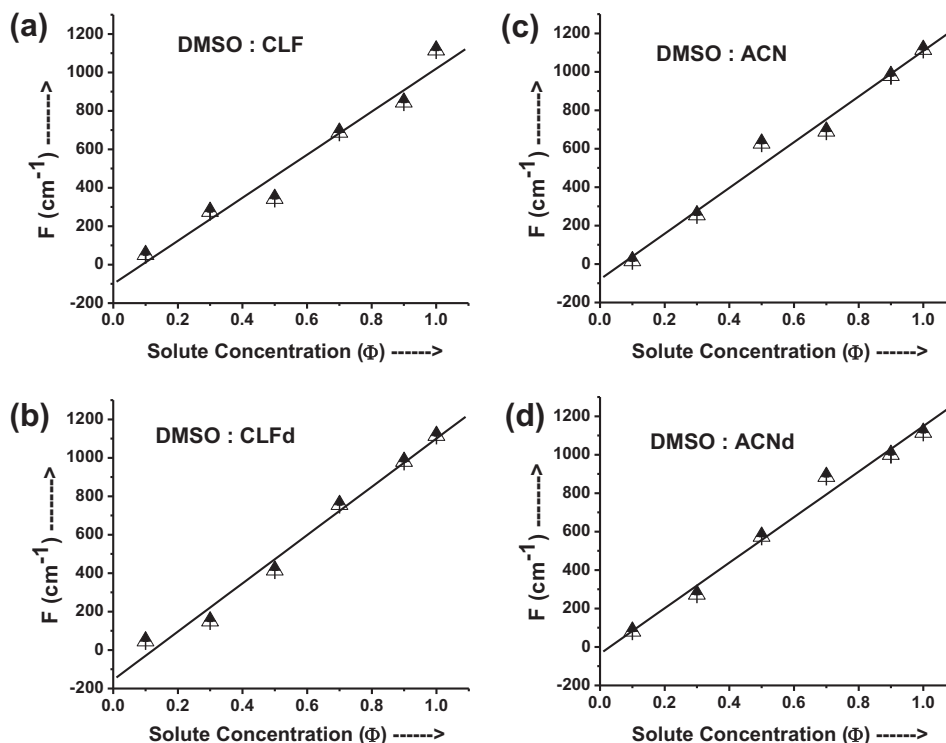 (a)
DMSO : CLF
F (cm-1) ------>
1200
1000
800
600
400
200
0
-200
0.0 0.2 0.4 0.6 0.8 1.0
Solute Concentration (Φ) ------>
(c)
DMSO : ACN
F (cm-1) ------>
1200
1000
800
600
400
200
0
-200
0.0 0.2 0.4 0.6 0.8 1.0
Solute Concentration (Φ) ------>
(b)
DMSO : CLFd
F (cm-1) ------>
1200
1000
800
600
400
200
0
-200
0.0 0.2 0.4 0.6 0.8 1.0
Solute Concentration (Φ) ------>
(d)
DMSO : ACNd
F (cm-1) ------>
1200
1000
800
600
400
200
0
-200
0.0 0.2 0.4 0.6 0.8 1.0
Solute Concentration (Φ) ------>